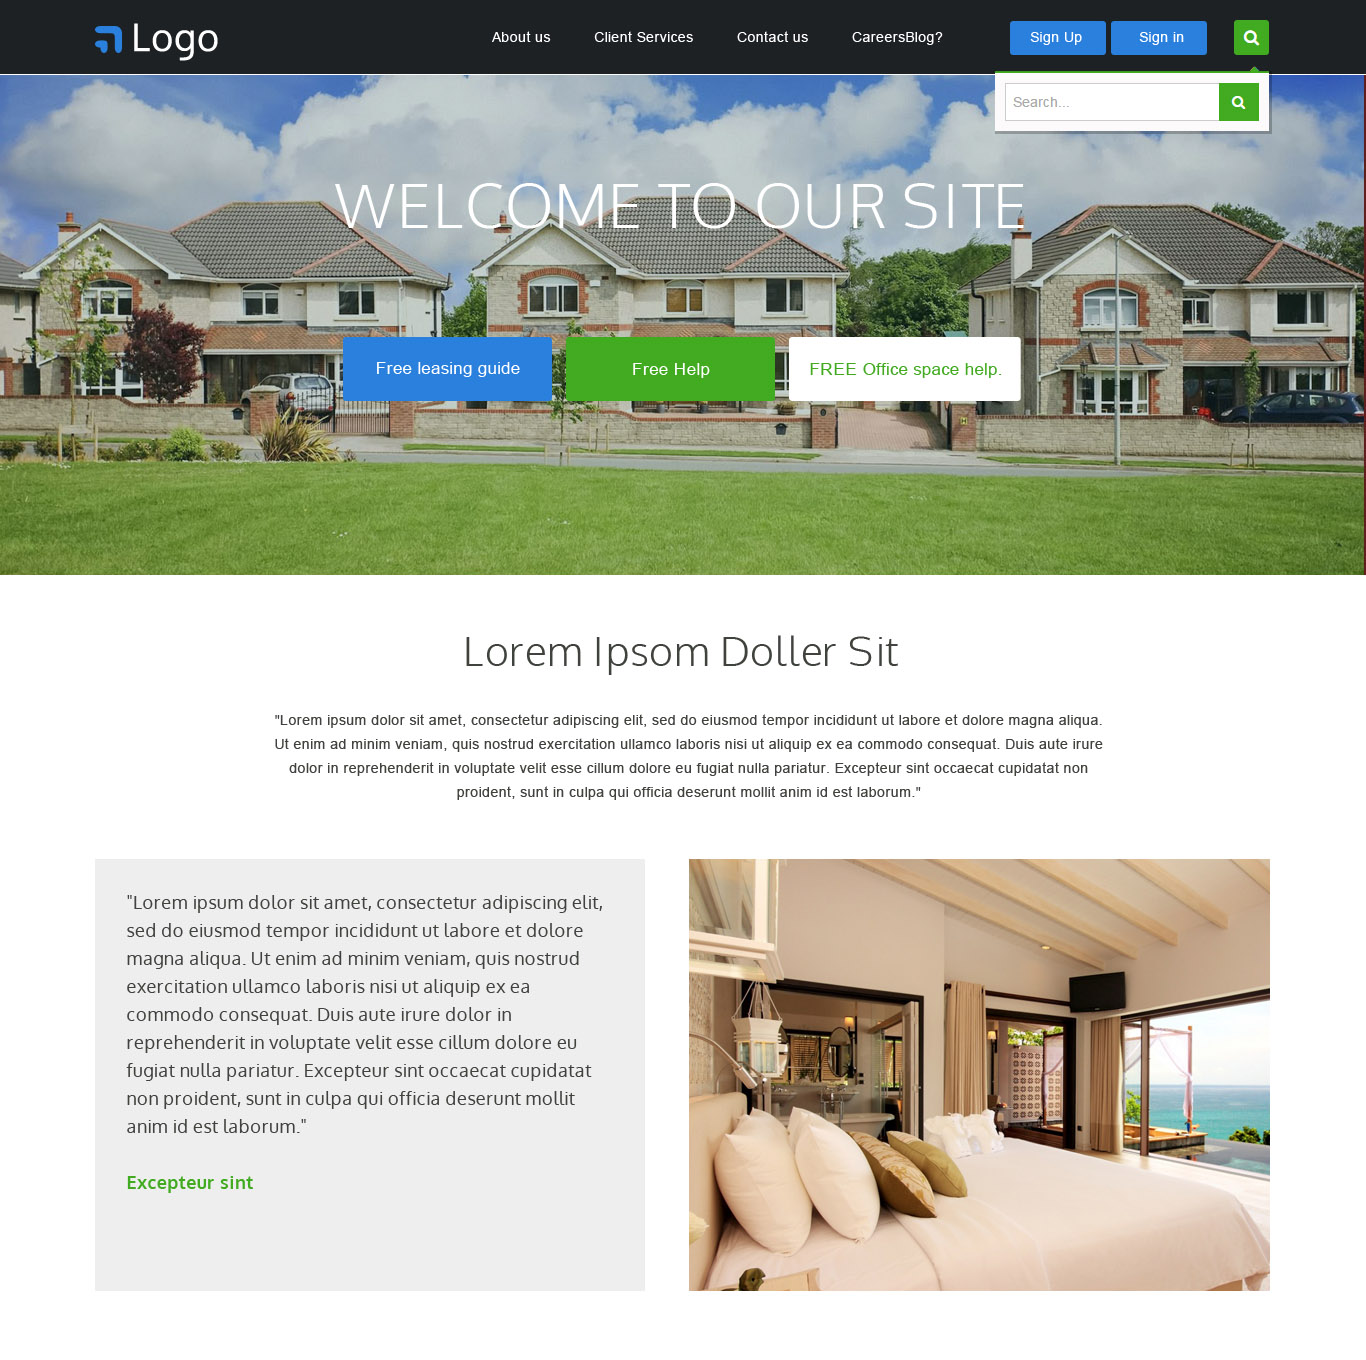 Logo
About us
Client Services
Contact us
CareersBlog?
Sign Up
Sign in
Search...
WELCOME TO OUR SITE
Free leasing guide
Free Help
FREE Office space help.
Lorem Ipsom Doller Sit
"Lorem ipsum dolor sit amet, consectetur adipiscing elit, sed do eiusmod tempor incididunt ut labore et dolore magna aliqua.
Ut enim ad minim veniam, quis nostrud exercitation ullamco laboris nisi ut aliquip ex ea commodo consequat. Duis aute irure
dolor in reprehenderit in voluptate velit esse cillum dolore eu fugiat nulla pariatur. Excepteur sint occaecat cupidatat non
proident, sunt in culpa qui officia deserunt mollit anim id est laborum."
"Lorem ipsum dolor sit amet, consectetur adipiscing elit,
sed do eiusmod tempor incididunt ut labore et dolore
magna aliqua. Ut enim ad minim veniam, quis nostrud
exercitation ullamco laboris nisi ut aliquip ex ea
commodo consequat. Duis aute irure dolor in
reprehenderit in voluptate velit esse cillum dolore eu
fugiat nulla pariatur. Excepteur sint occaecat cupidatat
non proident, sunt in culpa qui officia deserunt mollit
anim id est laborum."
Excepteur sint